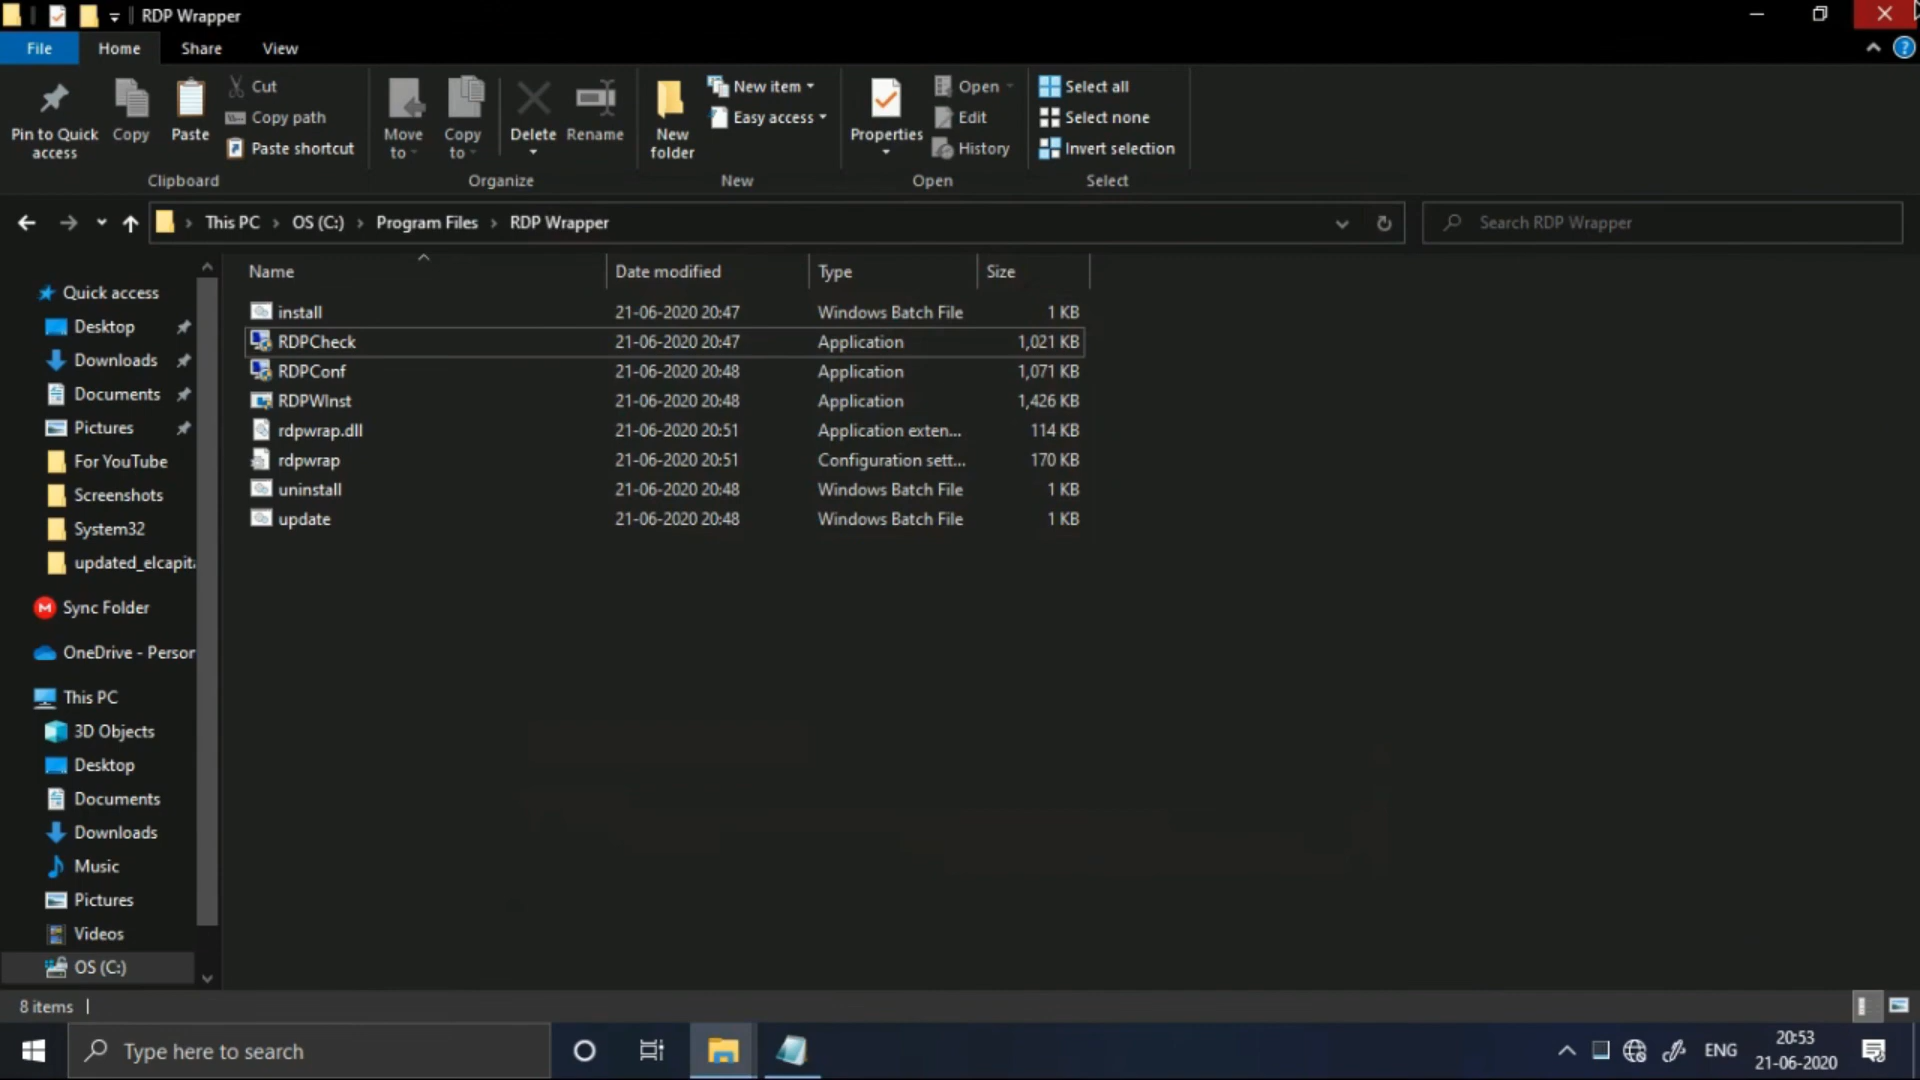 RDP Wrapper
File Home Share View
Pin to Quick access
Copy
Paste
Cut
Copy path
Paste shortcut
Clipboard
Move to
Copy to
Delete
Rename
Organize
New folder
New item
Easy access
New
Properties
Open
Edit
History
Open
Select all
Select none
Invert selection
Select
This PC > OS (C:) > Program Files > RDP Wrapper
Search RDP Wrapper
Name Date modified Type Size
install 21-06-2020 20:47 Windows Batch File 1 KB
RDPCheck 21-06-2020 20:47 Application 1,021 KB
RDPConf 21-06-2020 20:48 Application 1,071 KB
RDPWInst 21-06-2020 20:48 Application 1,426 KB
rdpwrap.dll 21-06-2020 20:51 Application exten... 114 KB
rdpwrap 21-06-2020 20:51 Configuration sett... 170 KB
uninstall 21-06-2020 20:48 Windows Batch File 1 KB
update 21-06-2020 20:48 Windows Batch File 1 KB
Quick access
Desktop
Downloads
Documents
Pictures
For YouTube
Screenshots
System32
updated_elcapit
Sync Folder
OneDrive - Person
This PC
3D Objects
Desktop
Documents
Downloads
Music
Pictures
Videos
OS (C:)
8 items
Type here to search
ENG
20:53
21-06-2020